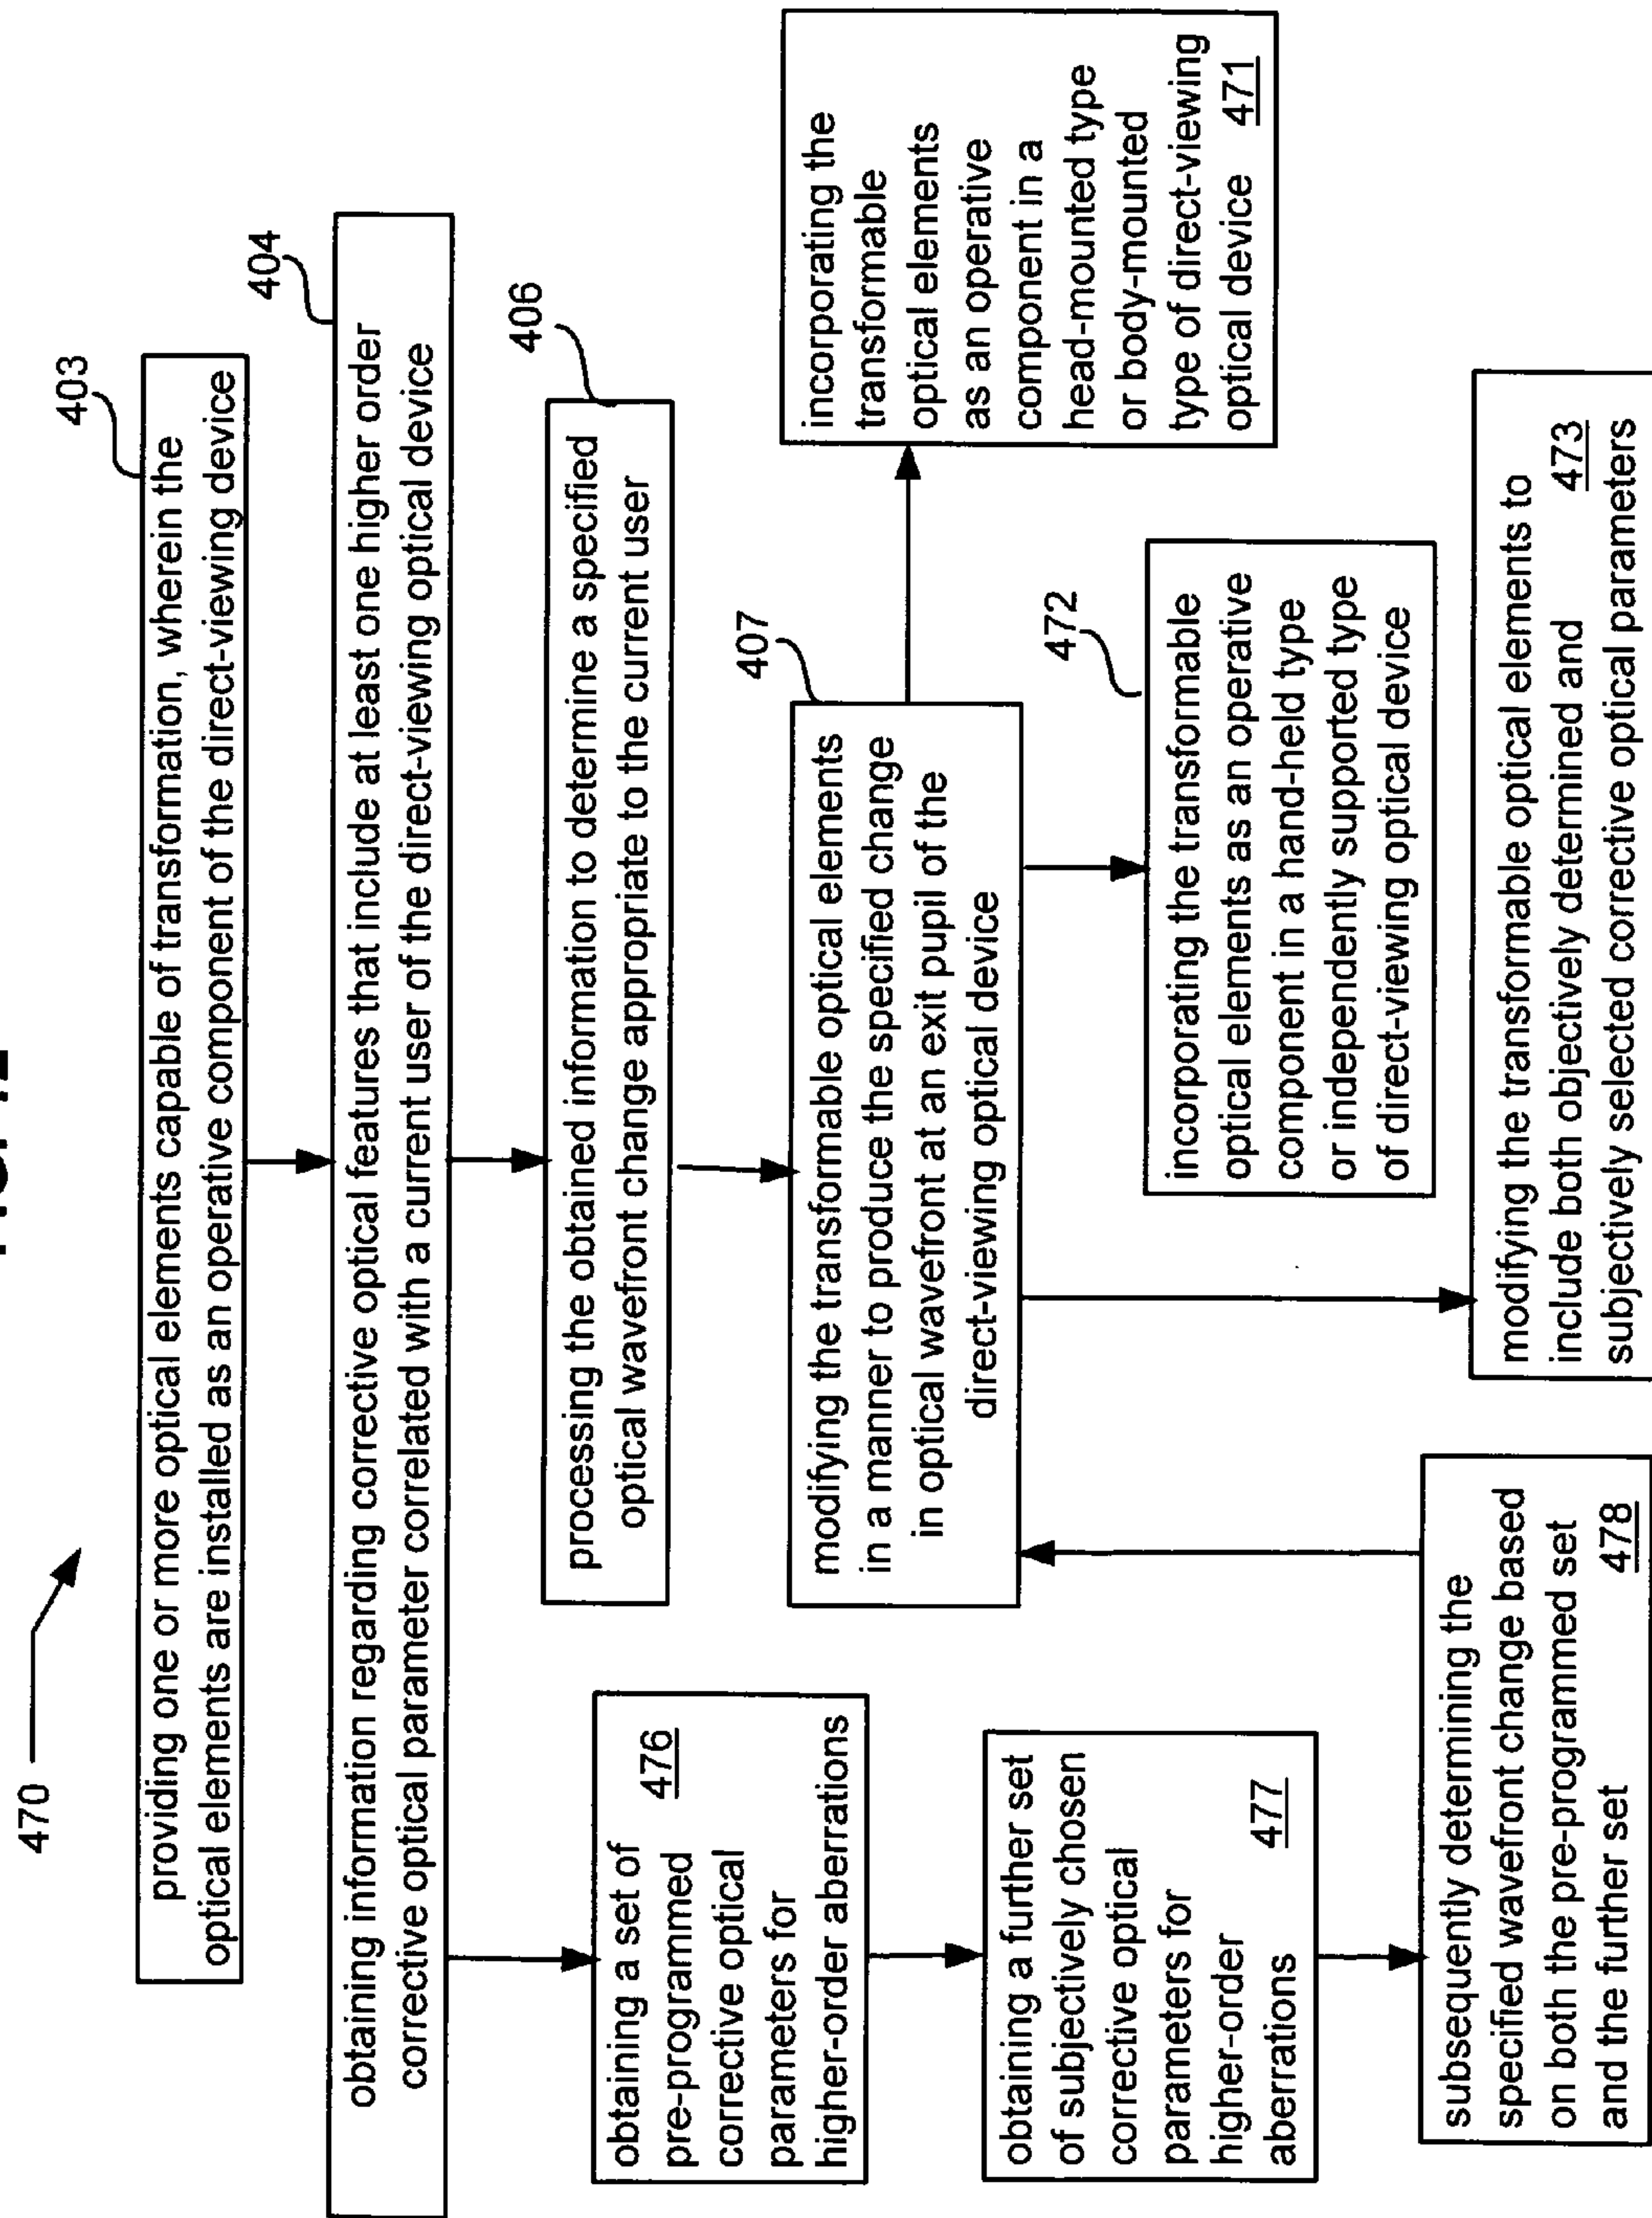 470
403
providing one or more optical elements capable of transformation, wherein the
optical elements are installed as an operative component of the direct-viewing device
404
obtaining information regarding corrective optical features that include at least one higher order
corrective optical parameter correlated with a current user of the direct-viewing optical device
406
processing the obtained information to determine a specified
optical wavefront change appropriate to the current user
407
modifying the transformable optical elements
in a manner to produce the specified change
in optical wavefront at an exit pupil of the
direct-viewing optical device
incorporating the
transformable
optical elements
as an operative
component in a
head-mounted type
or body-mounted
type of direct-viewing
optical device 471
472
incorporating the transformable
optical elements as an operative
component in a hand-held type
or independently supported type
of direct-viewing optical device
modifying the transformable optical elements to
include both objectively determined and 473
subjectively selected corrective optical parameters
obtaining a set of
pre-programmed 476
corrective optical
parameters for
higher-order aberrations
obtaining a further set
of subjectively chosen
corrective optical
parameters for
higher-order 477
aberrations
subsequently determining the
specified wavefront change based
on both the pre-programmed set
and the further set 478